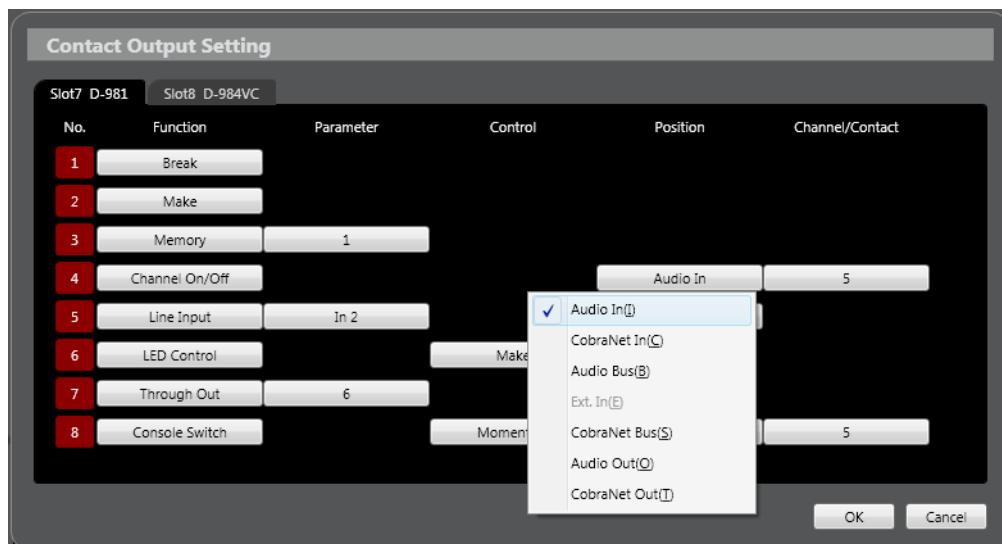 Contact Output Setting
Slot7 D-981 Slot8 D-984VC
No. Function Parameter Control Position Channel/Contact
1 Break
2 Make
3 Memory 1
4 Channel On/Off Audio In 5
5 Line Input In 2
6 LED Control Make
7 Through Out 6
8 Console Switch Momen 5
Audio In(I)
CobraNet In(C)
Audio Bus(B)
Ext. In(E)
CobraNet Bus(S)
Audio Out(O)
CobraNet Out(T)
OK Cancel